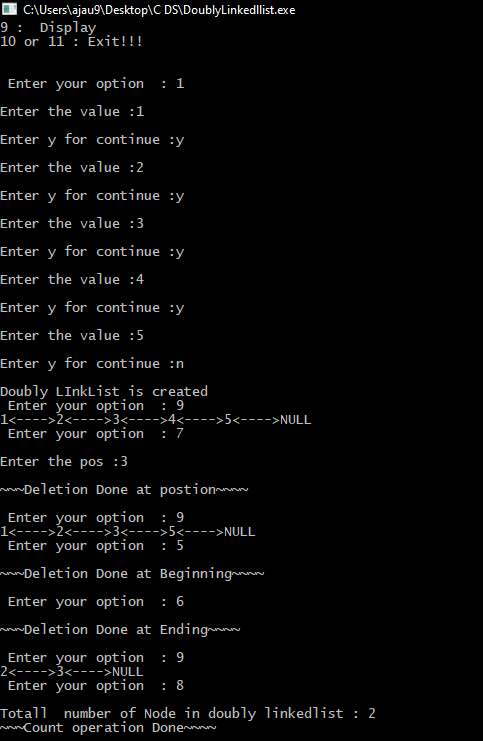 C:\Users\ajau9\Desktop\C DS\DoublyLinkedllist.exe
9 :  Display
10 or 11 : Exit!!!
 Enter your option  : 1
Enter the value :1
Enter y for continue :y
Enter the value :2
Enter y for continue :y
Enter the value :3
Enter y for continue :y
Enter the value :4
Enter y for continue :y
Enter the value :5
Enter y for continue :n
Doubly LInkList is created
 Enter your option  : 9
1<---->2<---->3<---->4<---->5<---->NULL
 Enter your option  : 7
Enter the pos :3
~~~Deletion Done at postion~~~~
 Enter your option  : 9
1<---->2<---->3<---->5<---->NULL
 Enter your option  : 5
~~~Deletion Done at Beginning~~~~
 Enter your option  : 6
~~~Deletion Done at Ending~~~~
 Enter your option  : 9
2<---->3<---->NULL
 Enter your option  : 8
Totall  number of Node in doubly linkedlist : 2
~~~Count operation Done~~~~